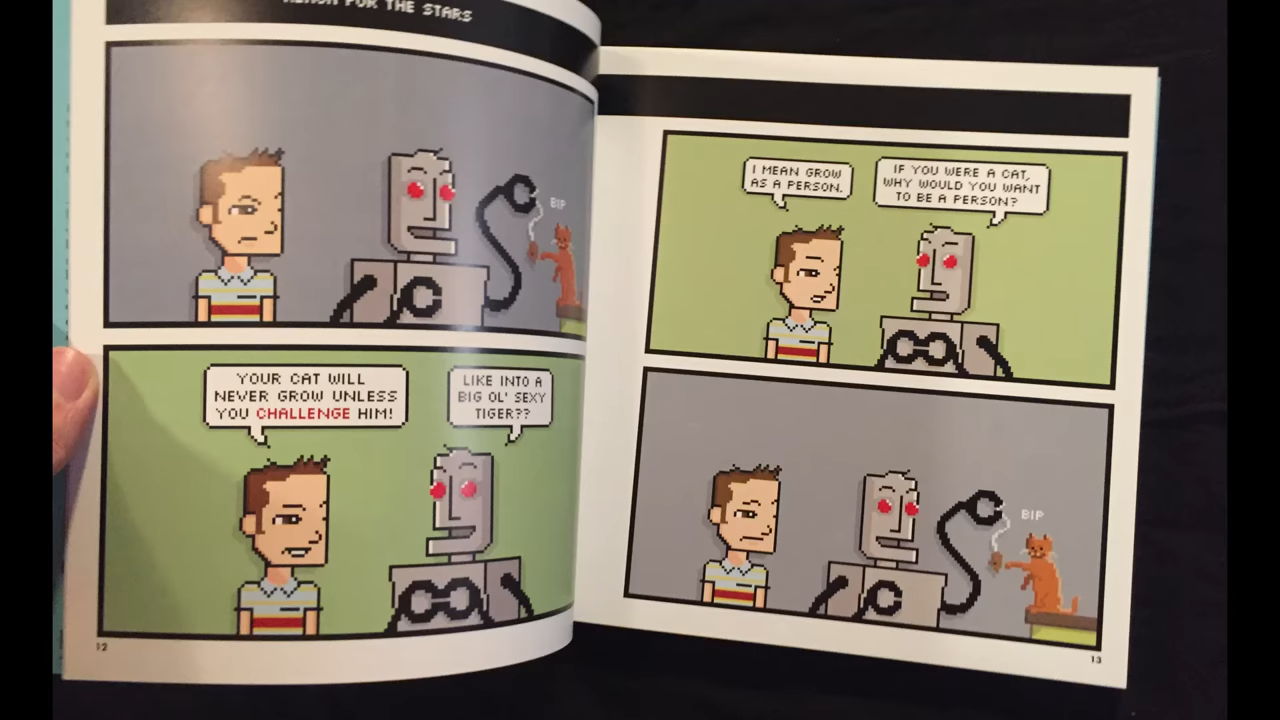 REACH FOR THE STARS
BIP
YOUR CAT WILL
NEVER GROW UNLESS
YOU CHALLENGE HIM!
LIKE INTO A
BIG OL' SEXY
TIGER??
12
I MEAN GROW
AS A PERSON.
IF YOU WERE A CAT,
WHY WOULD YOU WANT
TO BE A PERSON?
BIP
13